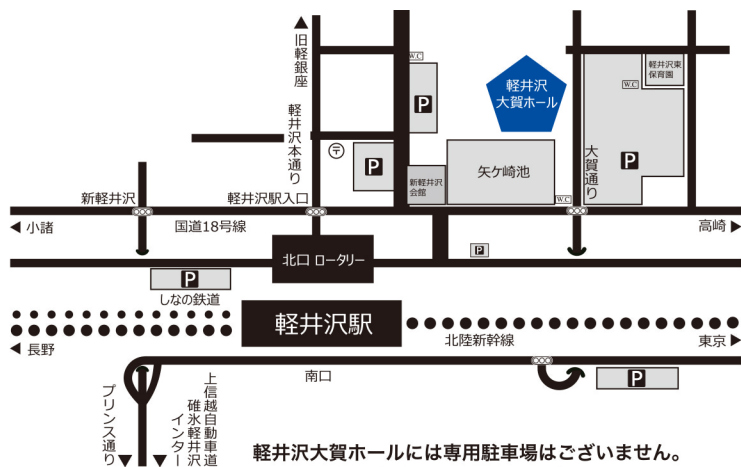 ▲旧軽銀座
軽井沢本通り
W.C
P
軽井沢
大賀ホール
軽井沢東
保育園
W.C
大賀通り
P
〒
P
新軽井沢
会館
矢ケ崎池
W.C
新軽井沢
軽井沢駅入口
◀小諸
国道18号線
高崎▶
北口 ロータリー
P
P
しなの鉄道
軽井沢駅
北陸新幹線
◀長野
東京▶
南口
P
プリンス通り
上信越自動車道
碓氷軽井沢
インター
軽井沢大賀ホールには専用駐車場はございません。